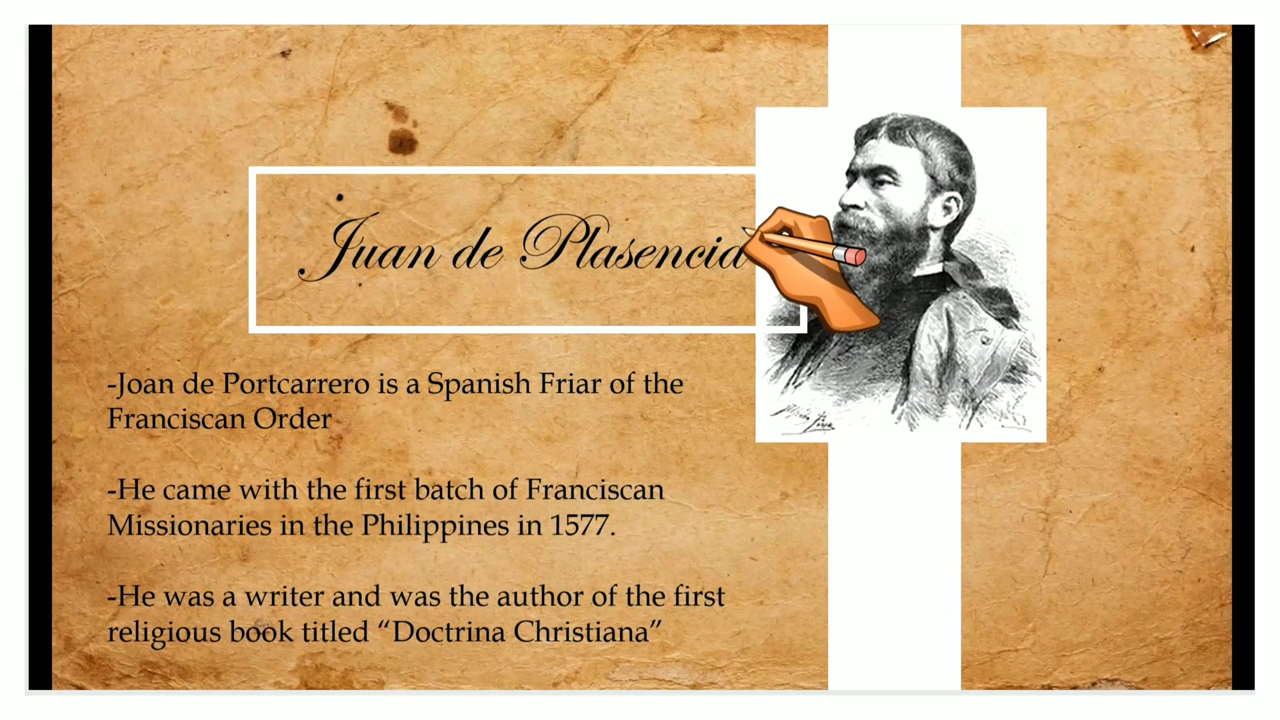 Juan de Plasencia
-Joan de Portcarrero is a Spanish Friar of the
Franciscan Order
-He came with the first batch of Franciscan
Missionaries in the Philippines in 1577.
-He was a writer and was the author of the first
religious book titled “Doctrina Christiana”